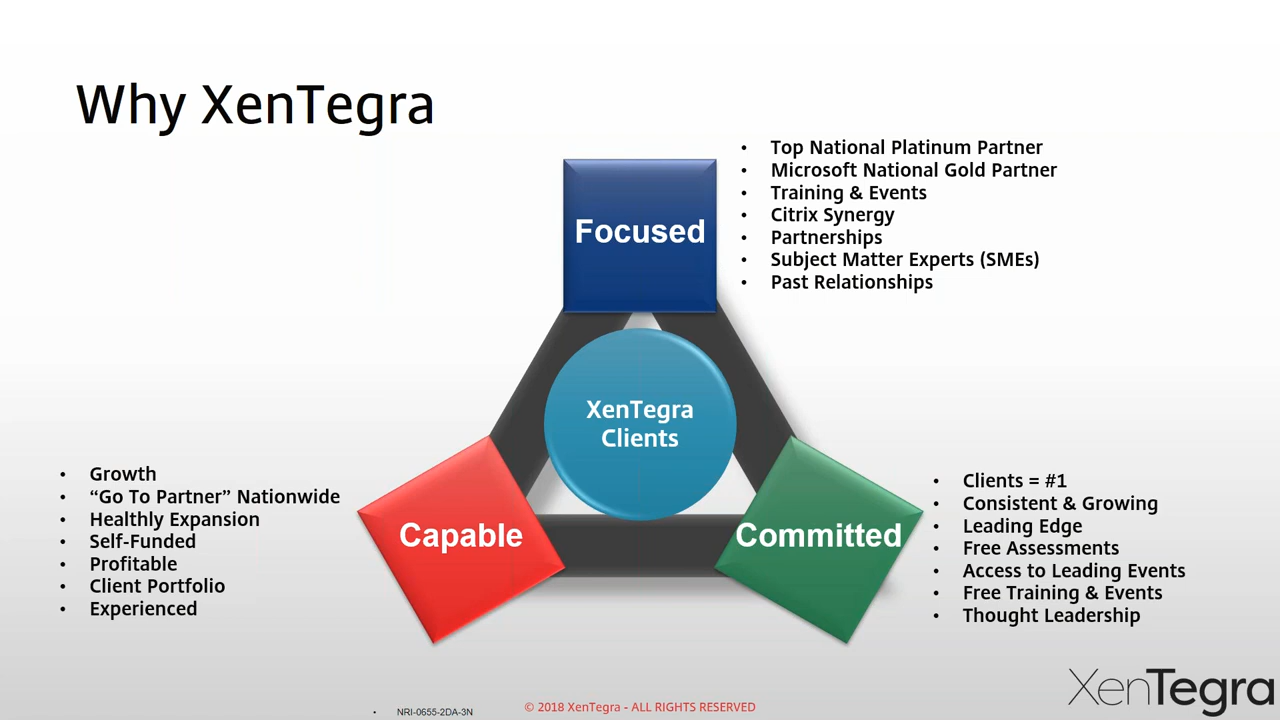 Why XenTegra
• Top National Platinum Partner
• Microsoft National Gold Partner
• Training & Events
• Citrix Synergy
• Partnerships
• Subject Matter Experts (SMEs)
• Past Relationships
Focused
XenTegra
Clients
• Growth
• “Go To Partner” Nationwide
• Healthly Expansion
• Self-Funded
• Profitable
• Client Portfolio
• Experienced
Capable
Committed
• Clients = #1
• Consistent & Growing
• Leading Edge
• Free Assessments
• Access to Leading Events
• Free Training & Events
• Thought Leadership
• NRI-0655-2DA-3N
© 2018 XenTegra - ALL RIGHTS RESERVED
XenTegra